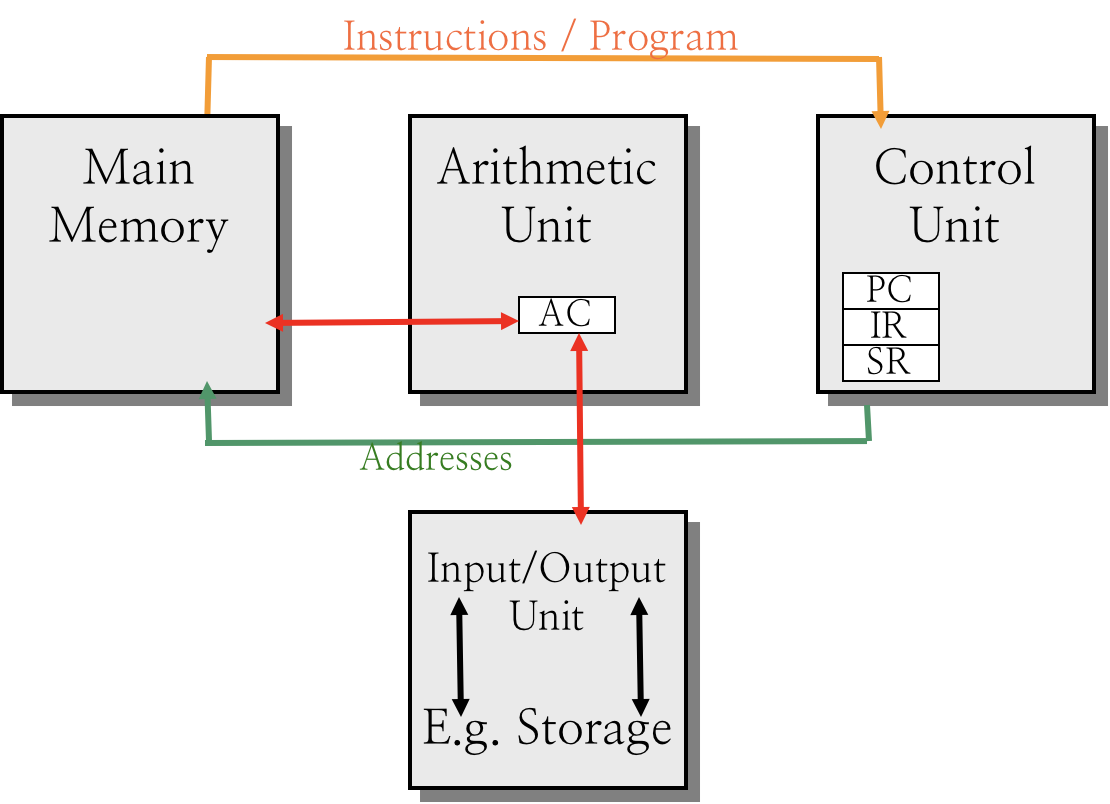 Instructions / Program
Main
Memory
Arithmetic
Unit
AC
Control
Unit
PC
IR
SR
Addresses
Input/Output
Unit
E.g. Storage